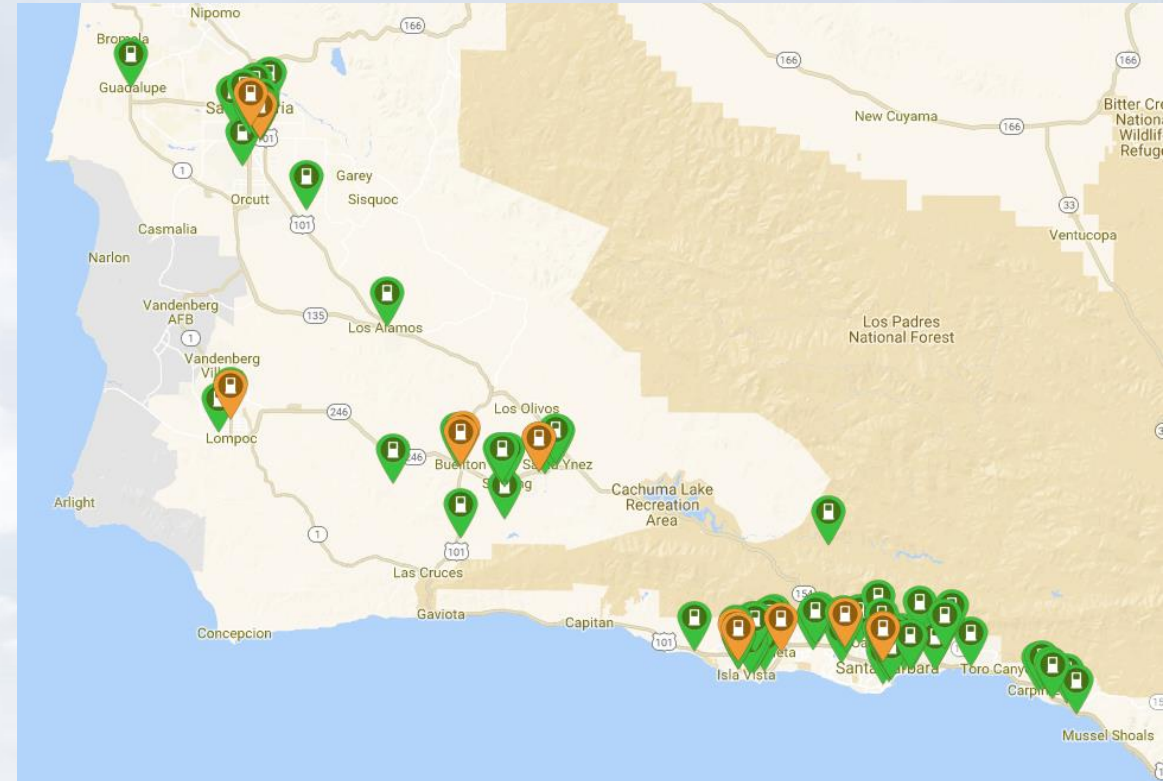 Nipomo
166
Bromela
166
166
Guadalupe
Bitter Cre
Nationa
Wildlif
Refuge
New Cuyama
166
101
1
Garey
Orcutt
Sisquoc
33
101
Casmalia
Ventucopa
Narlon
Vandenberg
AFB
135
Los Alamos
Los Padres
National Forest
1
Vandenberg
246
Los Olivos
Lompoc
246
Cachuma Lake
Recreation
Area
Arlight
1
101
Las Cruces
154
Gaviota
Capitan
Concepcion
101
Isla Vista
Toro Cany
Mussel Shoals